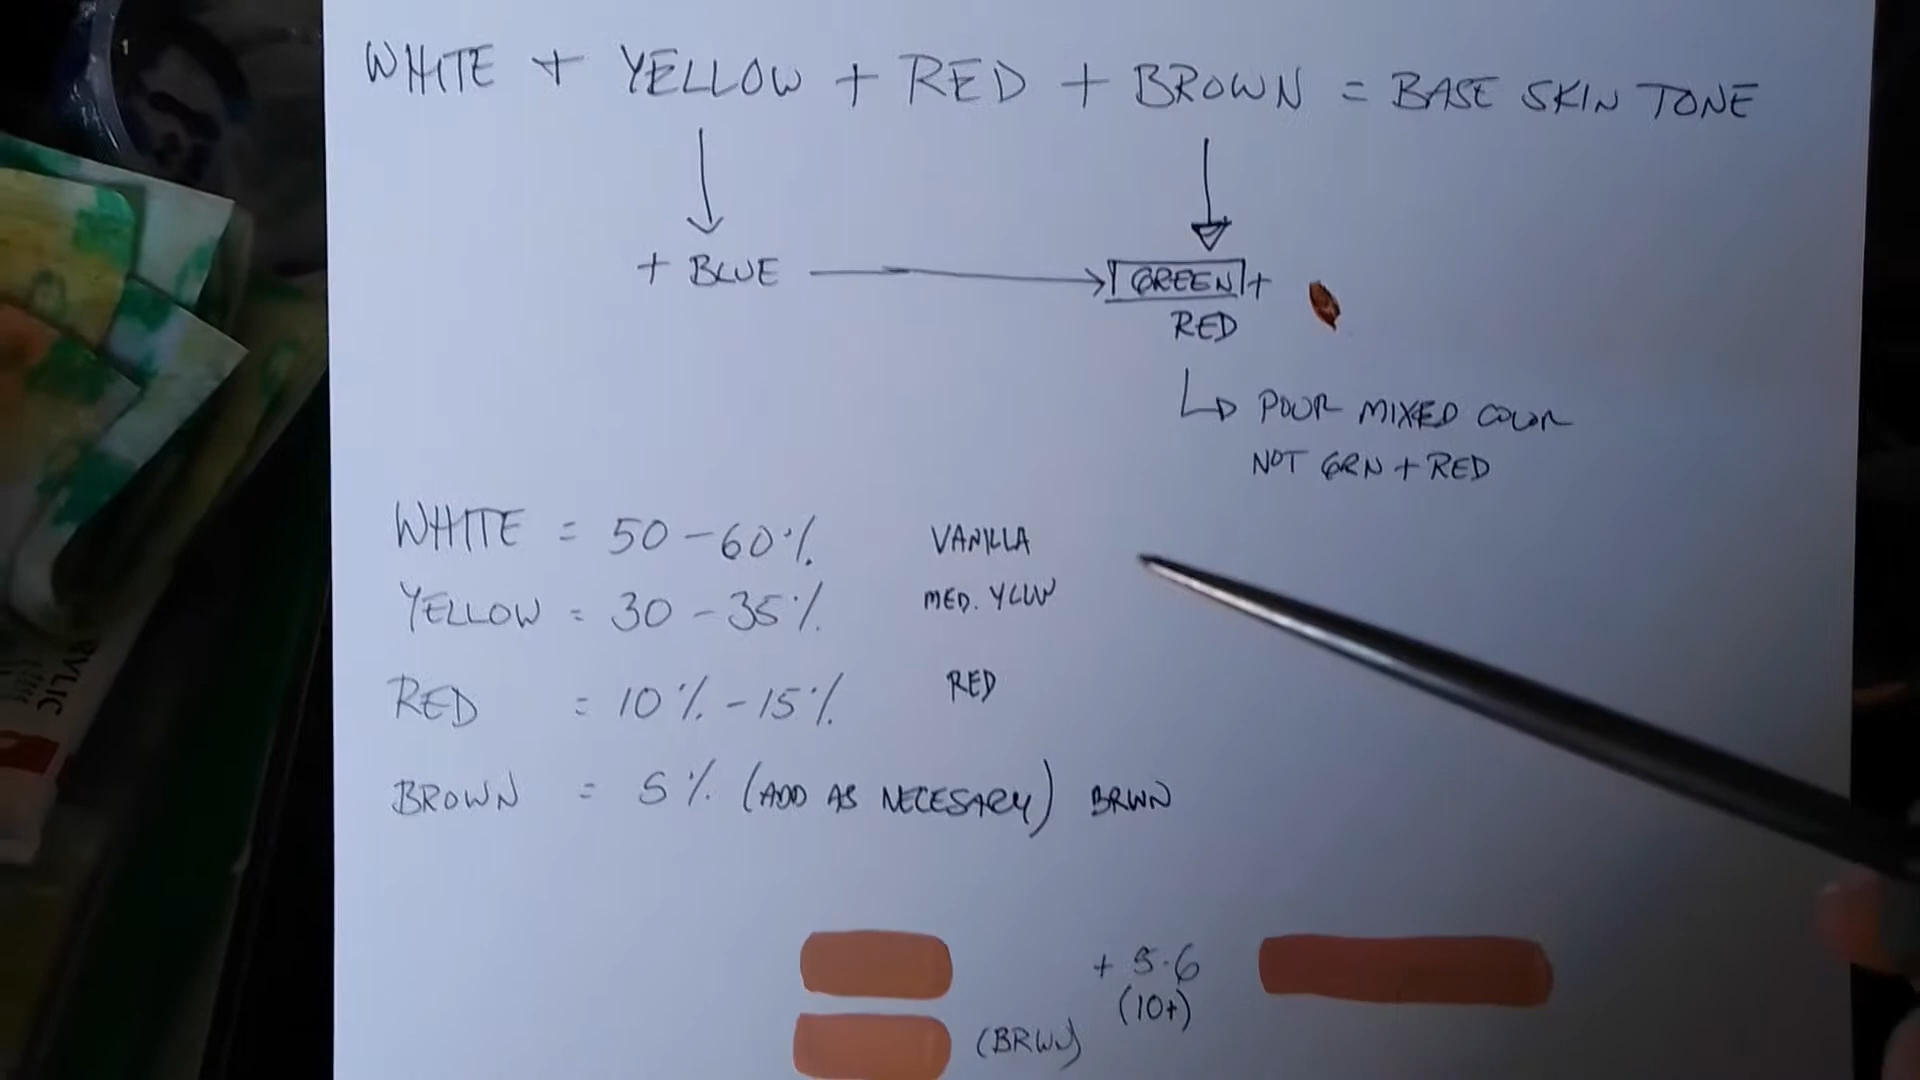 WHITE + YELLOW + RED + BROWN = BASE SKIN TONE
+ BLUE
GREEN +
RED
POUR MIXED COLOR
NOT GRN + RED
WHITE = 50 - 60% VANILLA
YELLOW = 30 - 35% MED. YLLW
RED = 10% - 15% RED
BROWN = 5% (ADD AS NECESARY) BRWN
+ 5-6
(10+)
(BRWN)